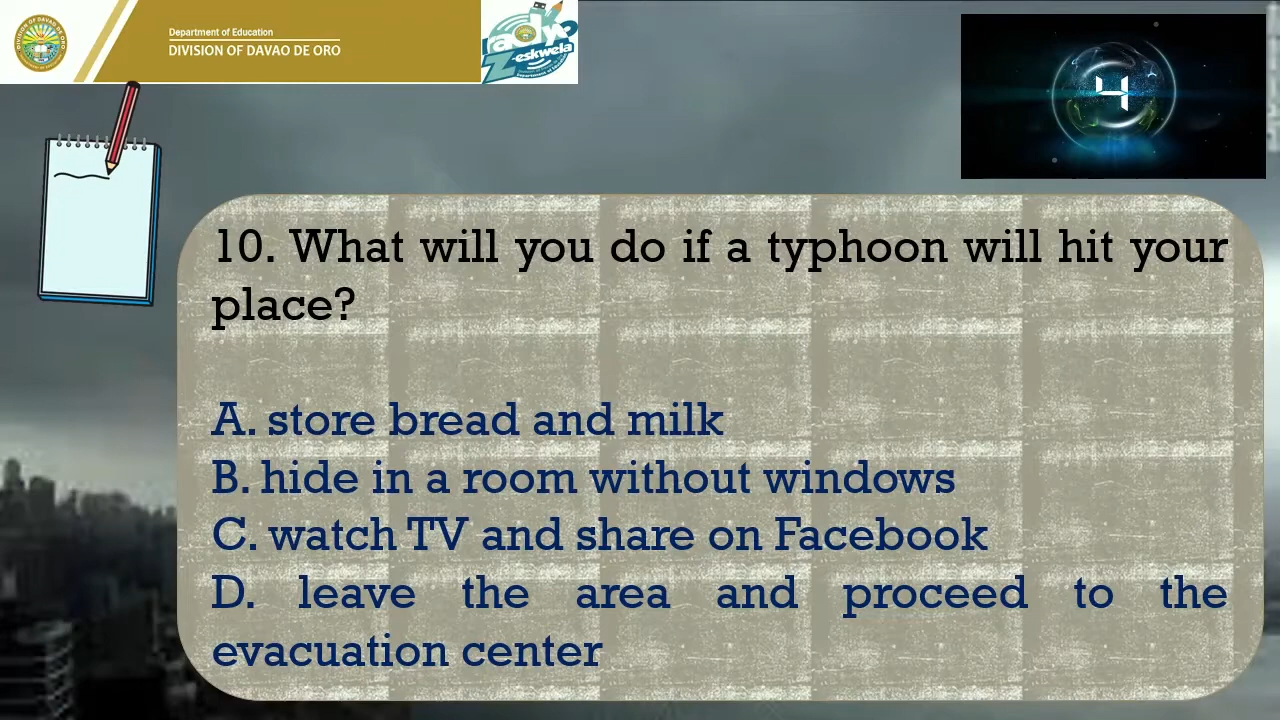 Department of Education
DIVISION OF DAVAO DE ORO
eskwela
4
10. What will you do if a typhoon will hit your
place?
A. store bread and milk
B. hide in a room without windows
C. watch TV and share on Facebook
D. leave the area and proceed to the
evacuation center